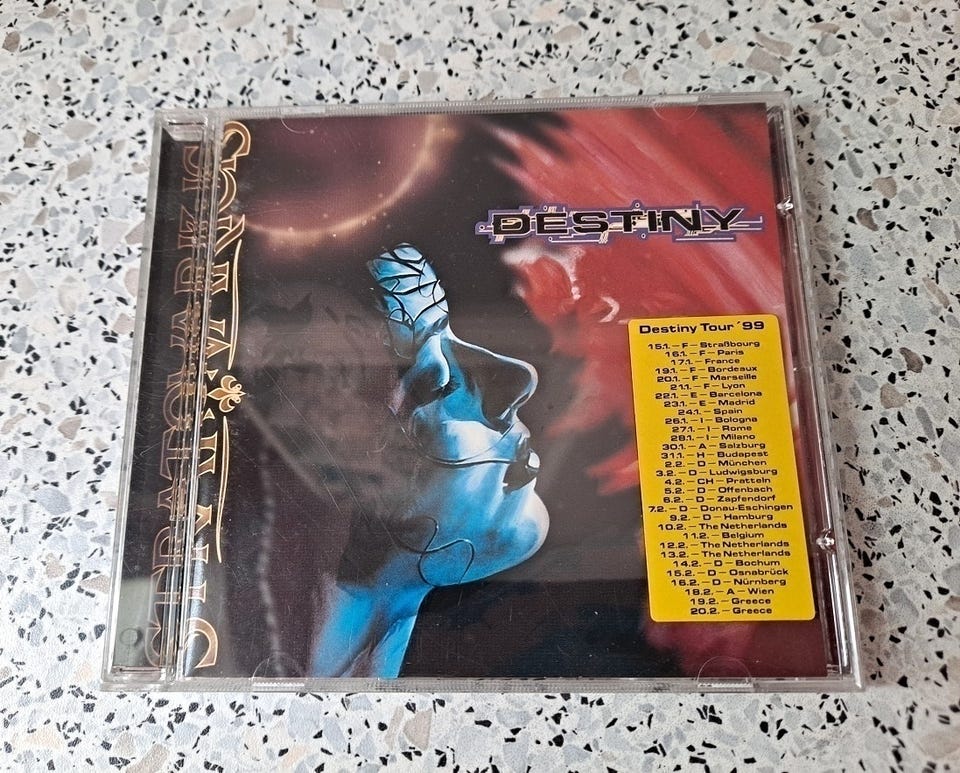 STRATOVARIUS
DESTINY
Destiny Tour ´99
15.1. – F – Straßbourg
16.1. – F – Paris
17.1. – France
19.1. – F – Bordeaux
20.1. – F – Marseille
21.1. – F – Lyon
22.1. – E – Barcelona
23.1. – E – Madrid
24.1. – Spain
26.1. – I – Bologna
27.1. – I – Rome
28.1. – I – Milano
30.1. – A – Salzburg
31.1. – H – Budapest
2.2. – D – München
3.2. – D – Ludwigsburg
4.2. – CH – Pratteln
5.2. – D – Offenbach
6.2. – D – Zapfendorf
7.2. – D – Donau-Eschingen
9.2. – D – Hamburg
10.2. – The Netherlands
11.2. – Belgium
12.2. – The Netherlands
13.2. – The Netherlands
14.2. – D – Bochum
15.2. – D – Osnabrück
16.2. – D – Nürnberg
18.2. – A – Wien
19.2. – Greece
20.2. – Greece